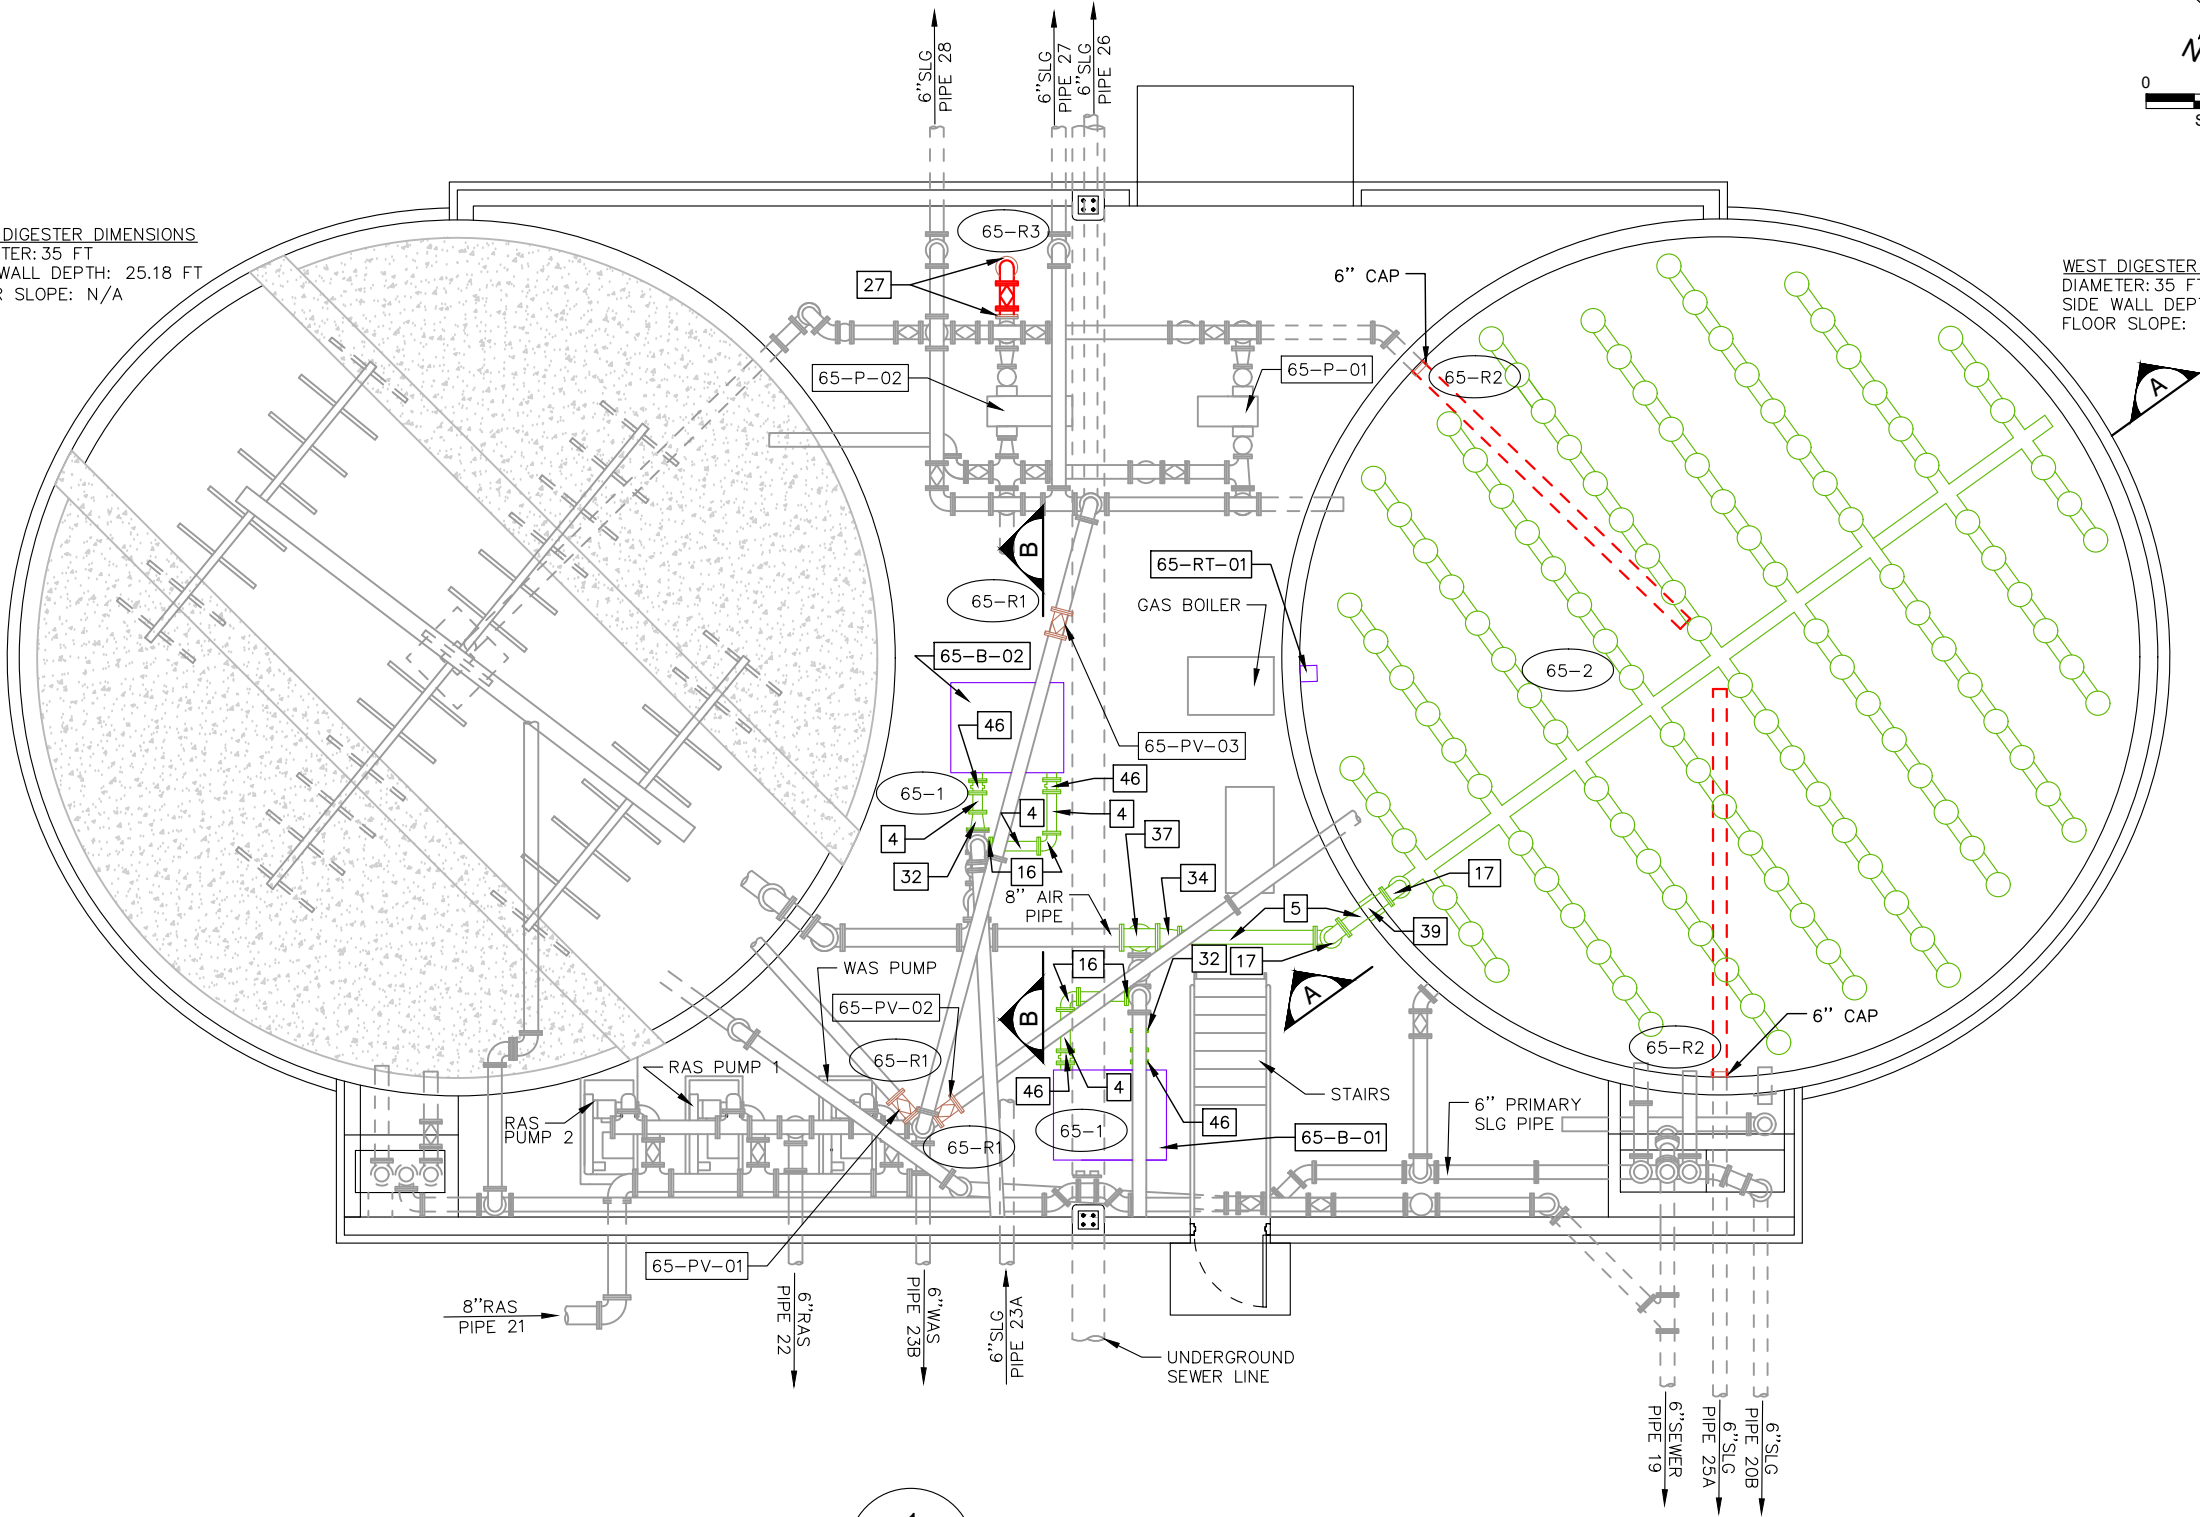 6"SLG
PIPE 28
6"SLG
PIPE 27
6"SLG
PIPE 26
N
0
S
DIGESTER DIMENSIONS
TER: 35 FT
WALL DEPTH: 25.18 FT
R SLOPE: N/A
65-R3
27
6" CAP
WEST DIGESTER
DIAMETER: 35 FT
SIDE WALL DEP
FLOOR SLOPE:
65-P-02
65-P-01
65-R2
A
B
65-R1
65-RT-01
GAS BOILER
65-B-02
65-2
46
65-PV-03
65-1
46
4
4
4
37
32
16
34
17
8" AIR
PIPE
5
39
WAS PUMP
16
32
17
65-PV-02
B
A
6" CAP
65-R1
65-R2
RAS PUMP 1
46
4
STAIRS
RAS
PUMP 2
65-1
46
6" PRIMARY
SLG PIPE
65-R1
65-B-01
65-PV-01
8"RAS
PIPE 21
6"RAS
PIPE 22
6"WAS
PIPE 23B
6"SLG
PIPE 23A
UNDERGROUND
SEWER LINE
6"SEWER
PIPE 19
6"SLG
PIPE 25A
6"SLG
PIPE 20B